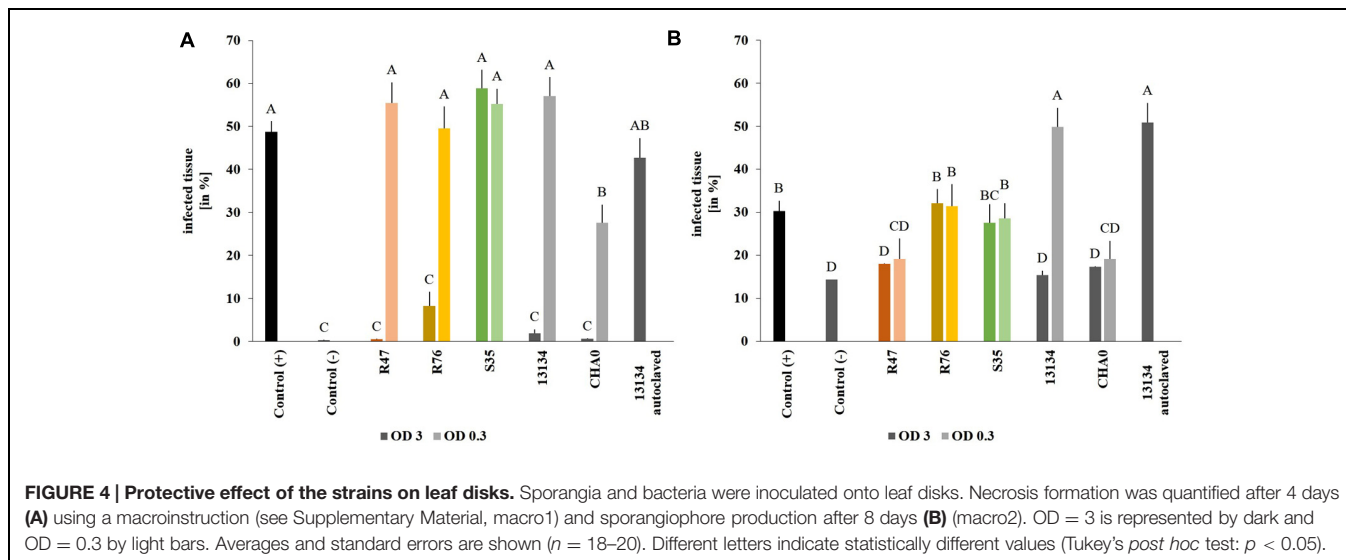 A
70
60
50
40
30
20
10
0
infected tissue
[in %]
A
C
C
A
C
A
A
A
C
A
C
B
AB
Control (+)
Control (-)
R47
R76
S35
13134
CHA0
13134
autoclaved
OD 3 OD 0.3
B
70
60
50
40
30
20
10
0
infected tissue
[in %]
B
D
D
CD
B
B
BC
B
D
A
D
CD
A
Control (+)
Control (-)
R47
R76
S35
13134
CHA0
13134
autoclaved
OD 3 OD 0.3
FIGURE 4 | Protective effect of the strains on leaf disks. Sporangia and bacteria were inoculated onto leaf disks. Necrosis formation was quantified after 4 days
(A) using a macroinstruction (see Supplementary Material, macro1) and sporangiophore production after 8 days (B) (macro2). OD = 3 is represented by dark and
OD = 0.3 by light bars. Averages and standard errors are shown (n = 18–20). Different letters indicate statistically different values (Tukey's post hoc test: p < 0.05).